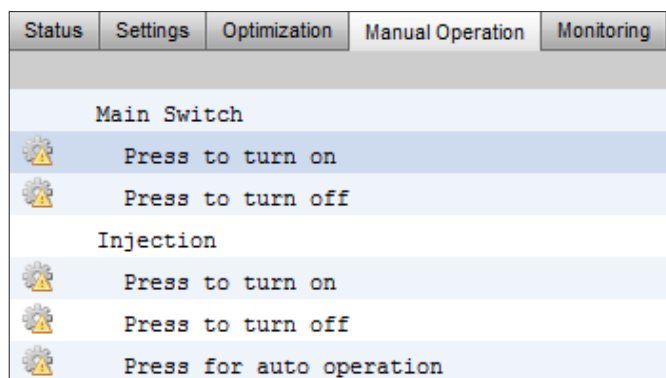 Status Settings Optimization Manual Operation Monitoring
Main Switch
Press to turn on
Press to turn off
Injection
Press to turn on
Press to turn off
Press for auto operation